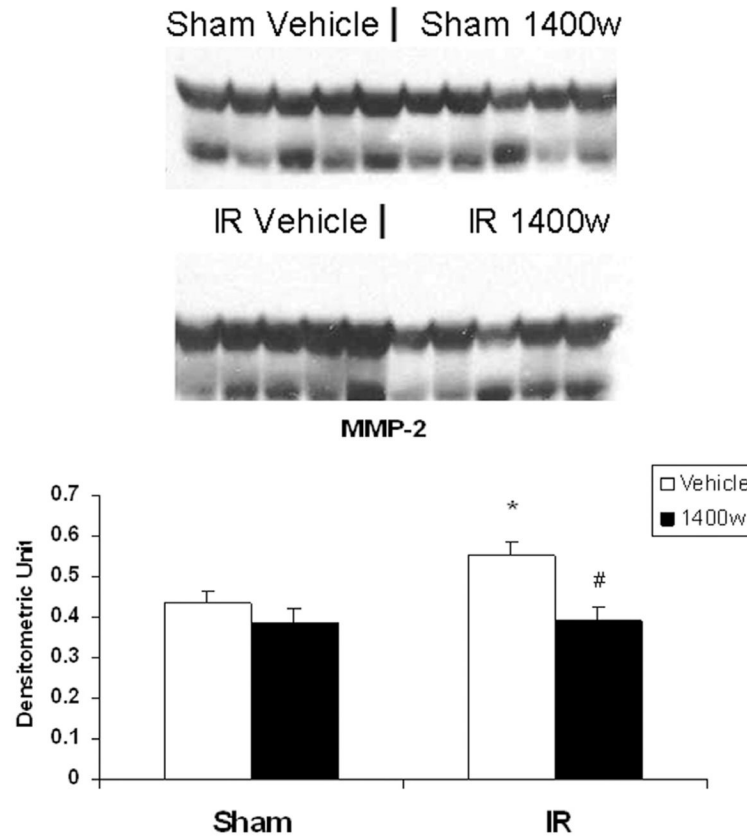 Sham Vehicle | Sham 1400w
IR Vehicle | IR 1400w
MMP-2
Densitometric Unit
0.7
0.6
0.5
0.4
0.3
0.2
0.1
0
*
#
Vehicle
1400w
Sham IR